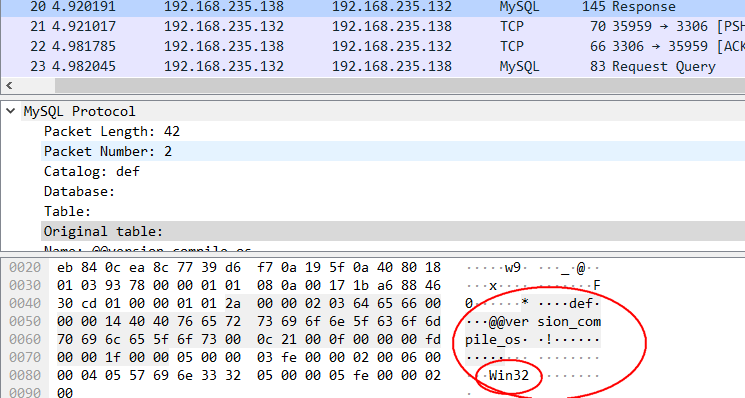 20 4.920191 192.168.235.138 192.168.235.132 MySQL 145 Response
21 4.921017 192.168.235.132 192.168.235.138 TCP 70 35959 → 3306 [PSH
22 4.981785 192.168.235.138 192.168.235.132 TCP 66 3306 → 35959 [ACK
23 4.982045 192.168.235.132 192.168.235.138 MySQL 83 Request Query
MySQL Protocol
Packet Length: 42
Packet Number: 2
Catalog: def
Database:
Table:
Original table:
Name: @@version_compile_os
0020 eb 84 0c ea 8c 77 39 d6 f7 0a 19 5f 0a 40 80 18 ·····w9· ···_·@··
0030 01 03 93 78 00 00 01 01 08 0a 00 17 1b a6 88 46 ···x···· ·······F
0040 30 cd 01 00 00 01 01 2a 00 00 02 03 64 65 66 00 0······* ····def·
0050 00 00 14 40 40 76 65 72 73 69 6f 6e 5f 63 6f 6d ···@@ver sion_com
0060 70 69 6c 65 5f 6f 73 00 0c 21 00 0f 00 00 00 fd pile_os· ·!······
0070 00 00 1f 00 00 05 00 00 03 fe 00 00 02 00 06 00 ········ ········
0080 00 04 05 57 69 6e 33 32 05 00 00 05 fe 00 00 02 ···Win32 ········
0090 00 ·